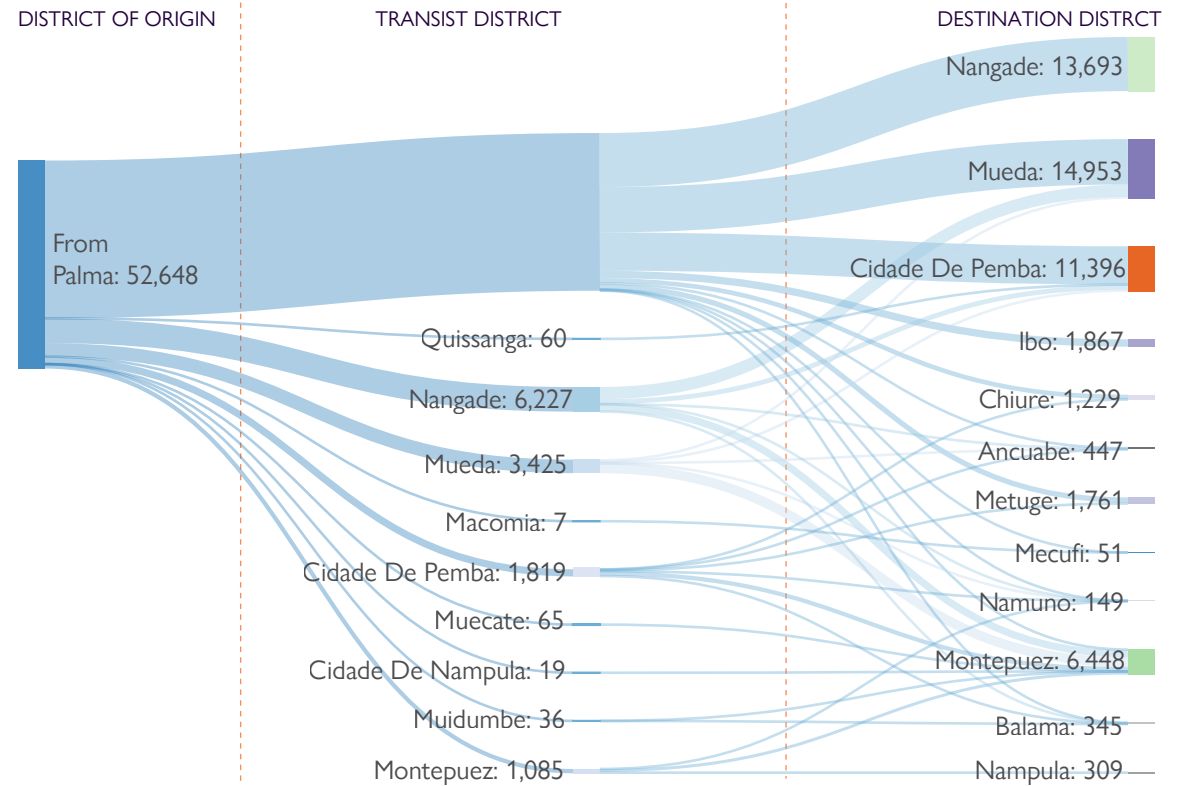 DISTRICT OF ORIGIN
TRANSIST DISTRICT
DESTINATION DISTRCT
From
Palma: 52,648
Quissanga: 60
Nangade: 6,227
Mueda: 3,425
Macomia: 7
Cidade De Pemba: 1,819
Muecate: 65
Cidade De Nampula: 19
Muidumbe: 36
Montepuez: 1,085
Nangade: 13,693
Mueda: 14,953
Cidade De Pemba: 11,396
Ibo: 1,867
Chiure: 1,229
Ancuabe: 447
Metuge: 1,761
Mecufi: 51
Namuno: 149
Montepuez: 6,448
Balama: 345
Nampula: 309